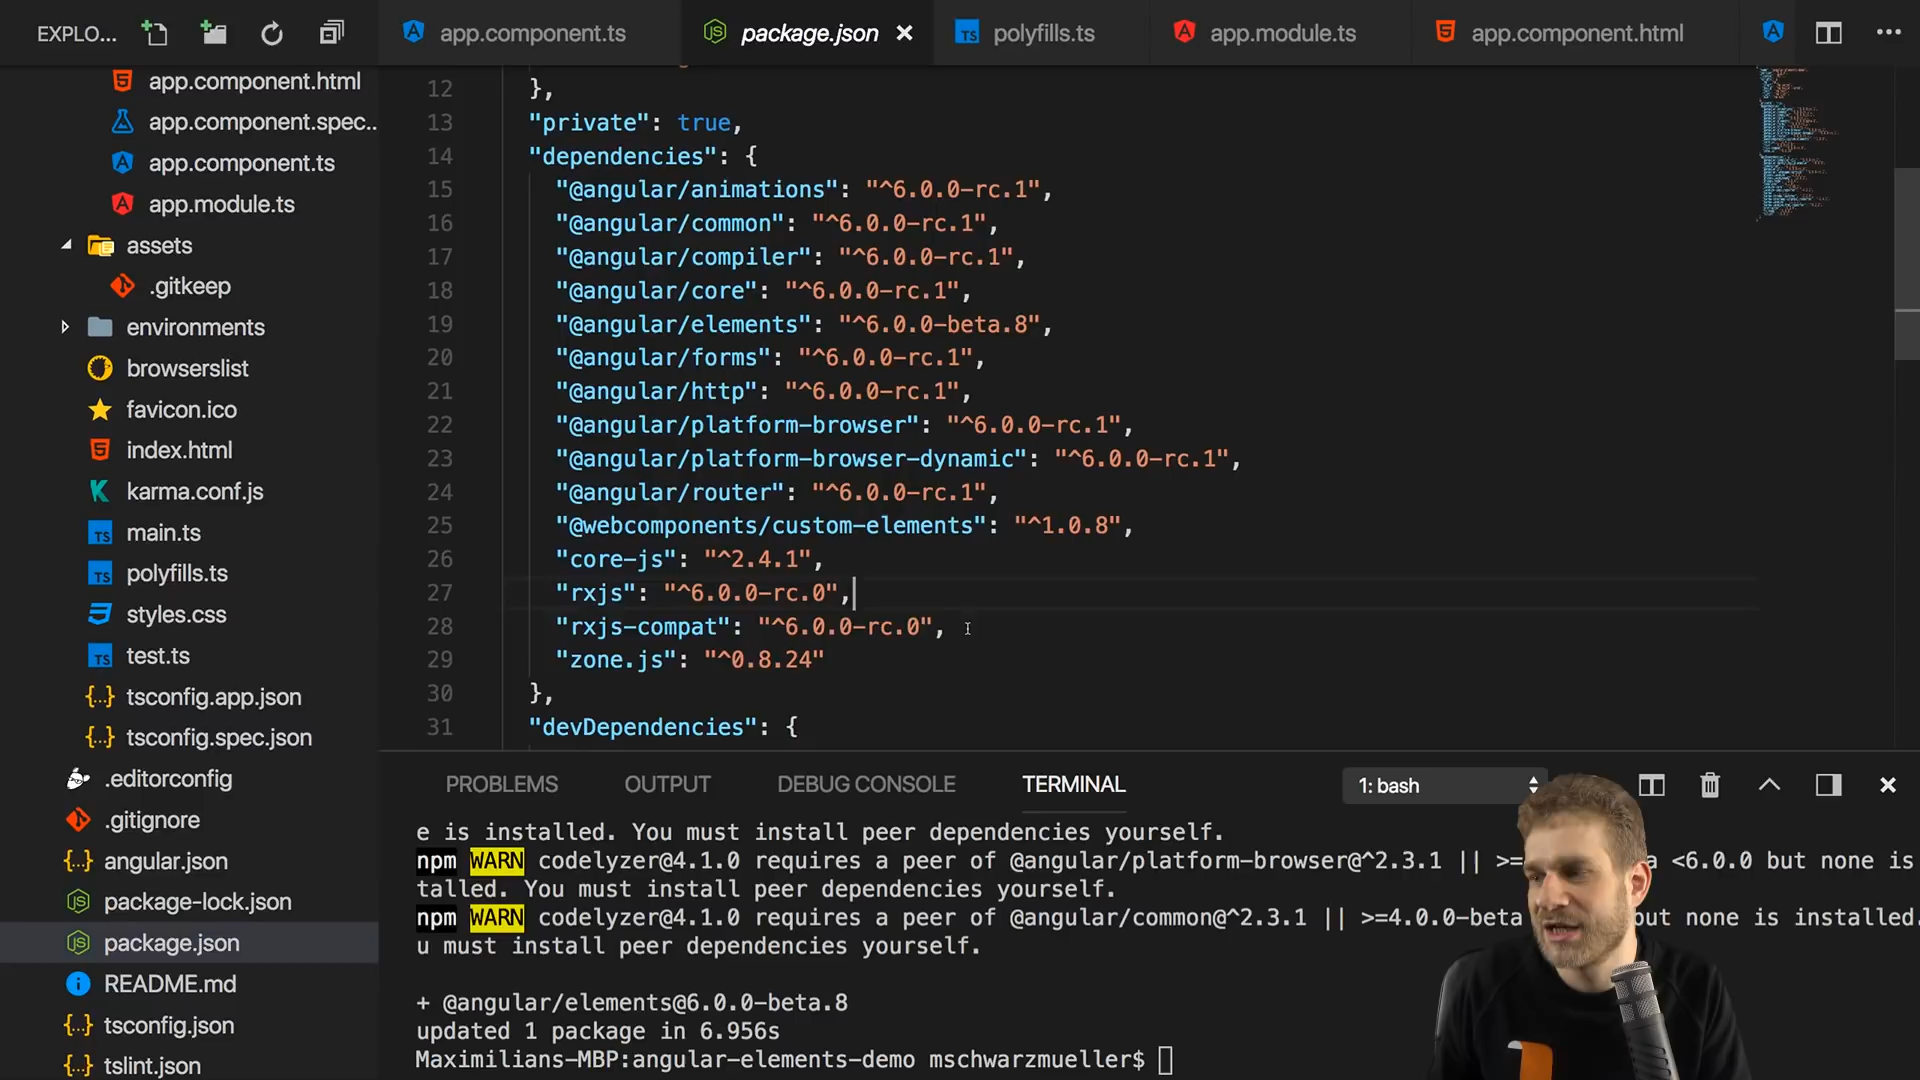 EXPLO...
app.component.ts
package.json
polyfills.ts
app.module.ts
app.component.html
app.component.html
app.component.spec..
app.component.ts
app.module.ts
assets
.gitkeep
environments
browserslist
favicon.ico
index.html
karma.conf.js
main.ts
polyfills.ts
styles.css
test.ts
tsconfig.app.json
tsconfig.spec.json
.editorconfig
.gitignore
angular.json
package-lock.json
package.json
README.md
tsconfig.json
tslint.json
12 },
13 "private": true,
14 "dependencies": {
15 "@angular/animations": "^6.0.0-rc.1",
16 "@angular/common": "^6.0.0-rc.1",
17 "@angular/compiler": "^6.0.0-rc.1",
18 "@angular/core": "^6.0.0-rc.1",
19 "@angular/elements": "^6.0.0-beta.8",
20 "@angular/forms": "^6.0.0-rc.1",
21 "@angular/http": "^6.0.0-rc.1",
22 "@angular/platform-browser": "^6.0.0-rc.1",
23 "@angular/platform-browser-dynamic": "^6.0.0-rc.1",
24 "@angular/router": "^6.0.0-rc.1",
25 "@webcomponents/custom-elements": "^1.0.8",
26 "core-js": "^2.4.1",
27 "rxjs": "^6.0.0-rc.0",
28 "rxjs-compat": "^6.0.0-rc.0",
29 "zone.js": "^0.8.24"
30 },
31 "devDependencies": {
PROBLEMS
OUTPUT
DEBUG CONSOLE
TERMINAL
1: bash
e is installed. You must install peer dependencies yourself.
npm WARN codelyzer@4.1.0 requires a peer of @angular/platform-browser@^2.3.1 || >= a <6.0.0 but none is
talled. You must install peer dependencies yourself.
npm WARN codelyzer@4.1.0 requires a peer of @angular/common@^2.3.1 || >=4.0.0-beta but none is installed.
u must install peer dependencies yourself.
+ @angular/elements@6.0.0-beta.8
updated 1 package in 6.956s
Maximilians-MBP:angular-elements-demo mschwarzmueller$